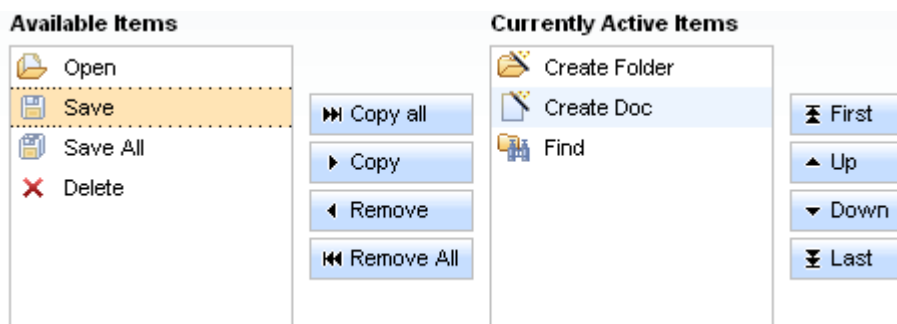 Available Items
Open
Save
Save All
Delete
Copy all
Copy
Remove
Remove All
Currently Active Items
Create Folder
Create Doc
Find
First
Up
Down
Last